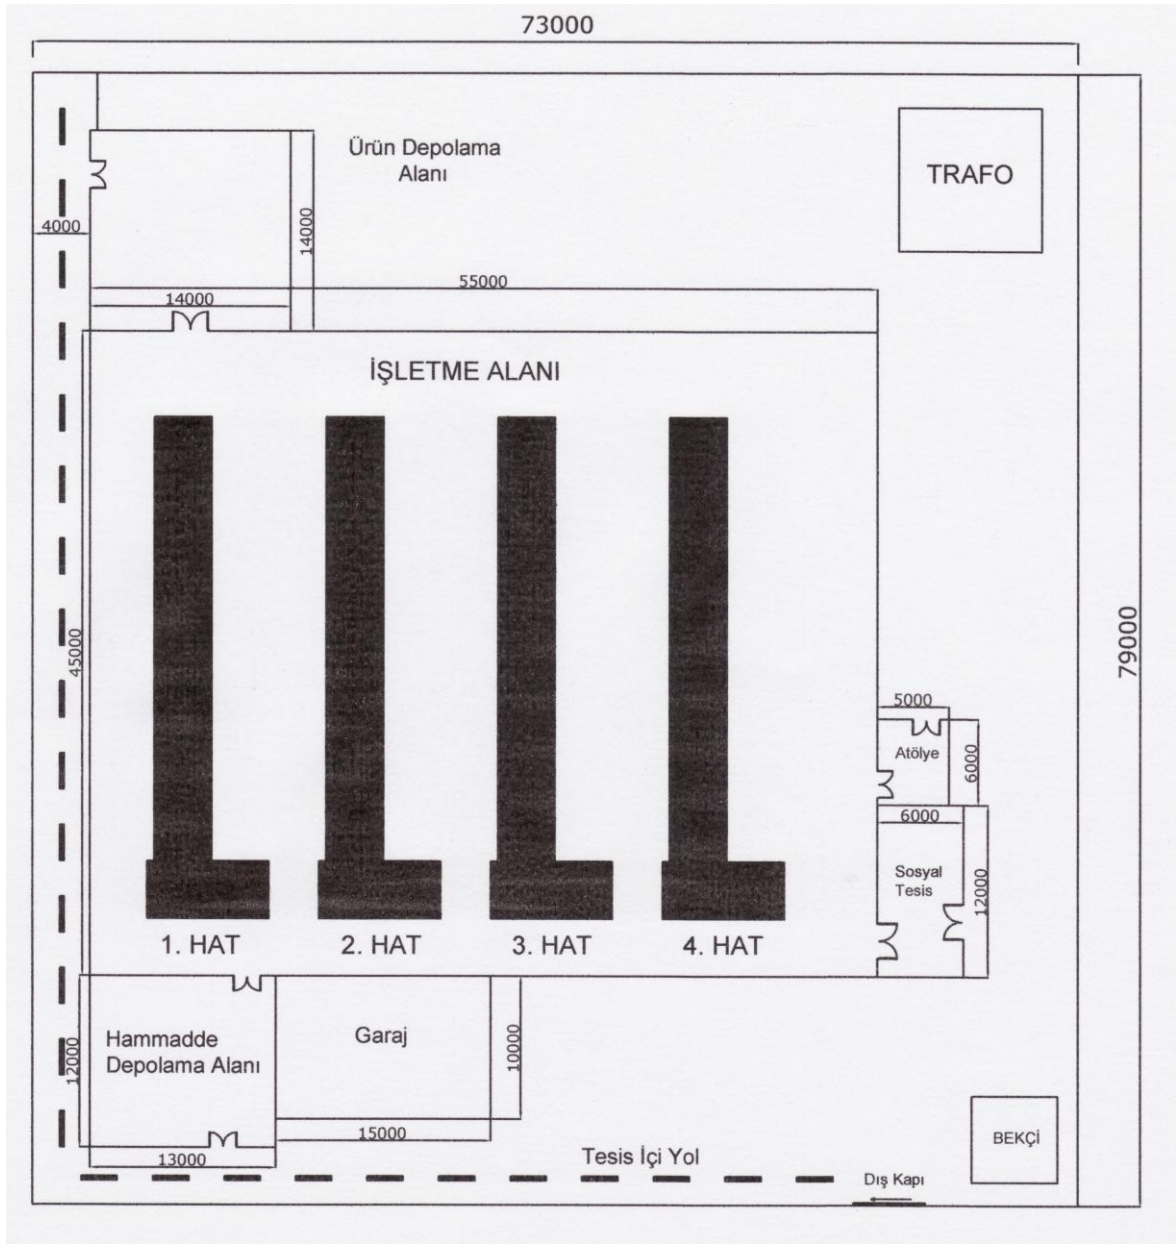 73000
Ürün Depolama
Alanı
TRAFO
4000
14000
55000
14000
İŞLETME ALANI
45000
79000
5000
Atölye
6000
6000
Sosyal
Tesis
12000
1. HAT
2. HAT
3. HAT
4. HAT
Hammadde
Depolama Alanı
Garaj
12000
10000
15000
13000
Tesis İçi Yol
BEKÇİ
Dış Kapı